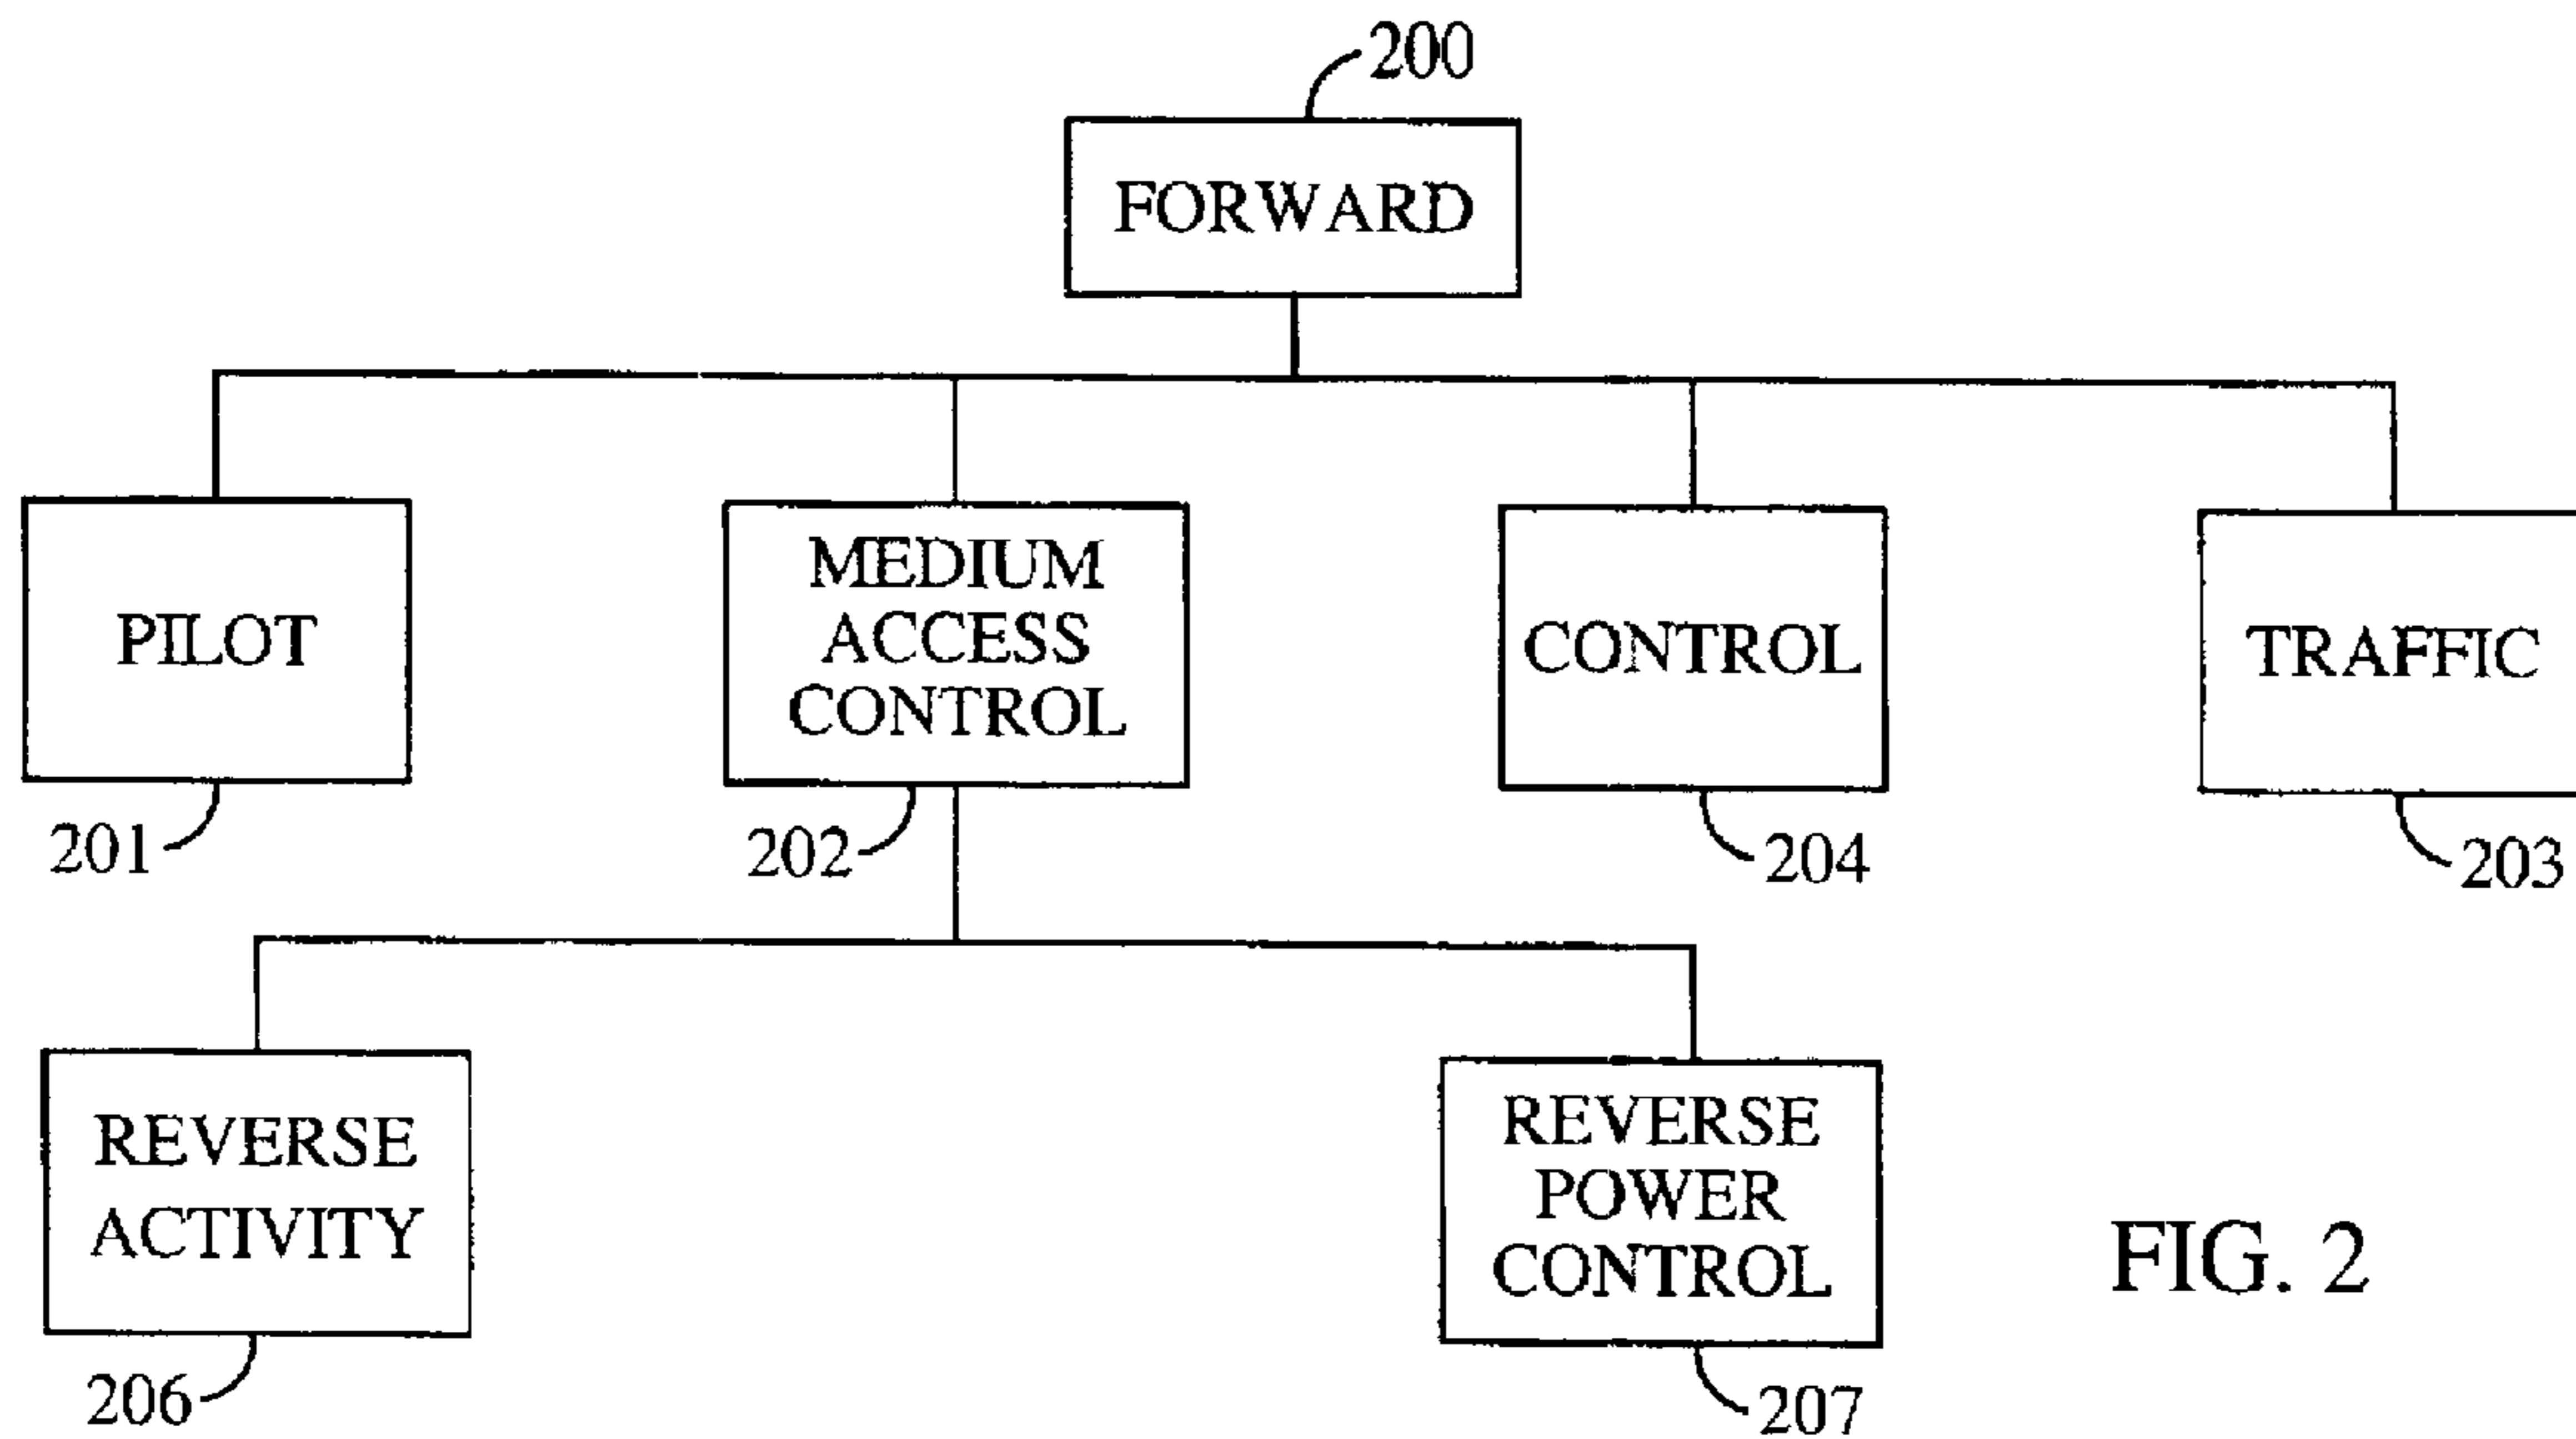 200
FORWARD
PILOT
MEDIUM
ACCESS
CONTROL
CONTROL
TRAFFIC
201
202
204
203
REVERSE
ACTIVITY
REVERSE
POWER
CONTROL
206
207
FIG. 2